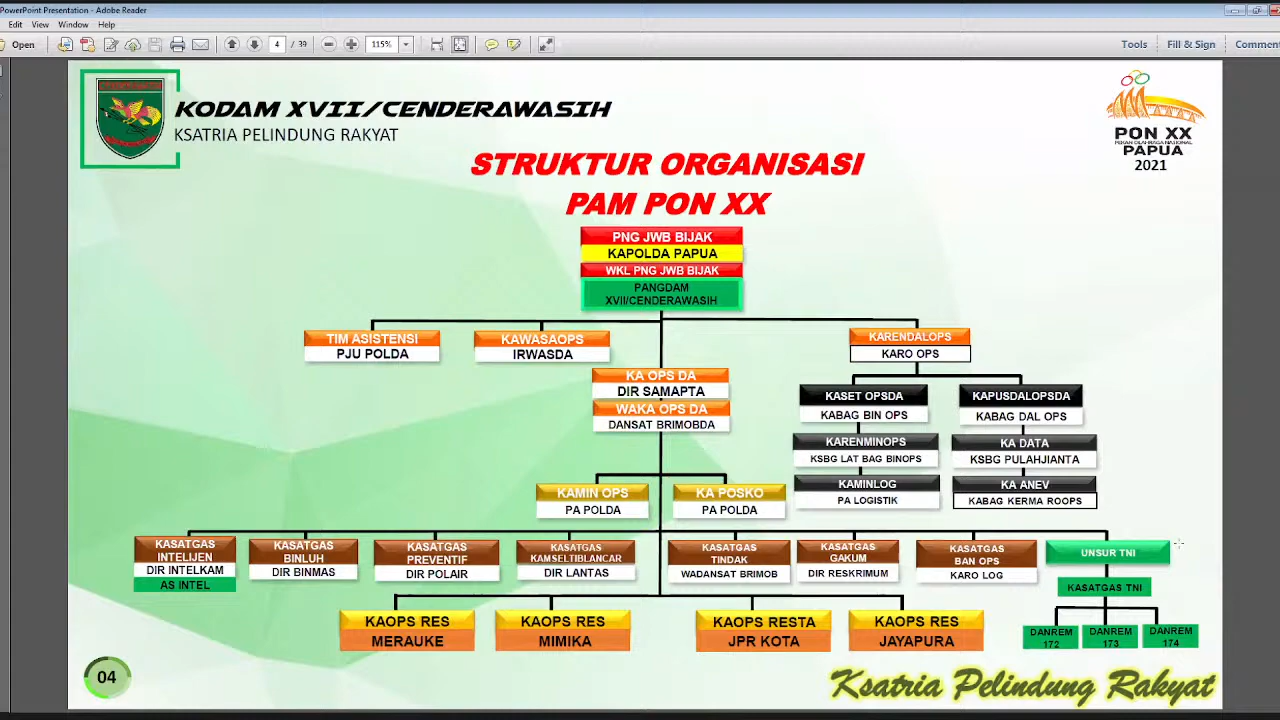 PowerPoint Presentation - Adobe Reader
Edit View Window Help
Open 4 / 39 115% Tools Fill & Sign Comment
KODAM XVII/CENDERAWASIH
KSATRIA PELINDUNG RAKYAT
PON XX
PEKAN OLAHRAGA NASIONAL
PAPUA
2021
STRUKTUR ORGANISASI
PAM PON XX
PNG JWB BIJAK
KAPOLDA PAPUA
WKL PNG JWB BIJAK
PANGDAM
XVII/CENDERAWASIH
TIM ASISTENSI
PJU POLDA
KAWASAOPS
IRWASDA
KARENDALOPS
KARO OPS
KA OPS DA
DIR SAMAPTA
WAKA OPS DA
DANSAT BRIMOBDA
KASET OPSDA
KABAG BIN OPS
KAPUSDALOPSDA
KABAG DAL OPS
KARENMINOPS
KSBG LAT BAG BINOPS
KA DATA
KSBG PULAHJIANTA
KAMINLOG
PA LOGISTIK
KA ANEV
KABAG KERMA ROOPS
KAMIN OPS
PA POLDA
KA POSKO
PA POLDA
KASATGAS
INTELIJEN
DIR INTELKAM
AS INTEL
KASATGAS
BINLUH
DIR BINMAS
KASATGAS
PREVENTIF
DIR POLAIR
KASATGAS
KAMSELTIBLANCAR
DIR LANTAS
KASATGAS
TINDAK
WADANSAT BRIMOB
KASATGAS
GAKUM
DIR RESKRIMUM
KASATGAS
BAN OPS
KARO LOG
UNSUR TNI
KASATGAS TNI
DANREM
172
DANREM
173
DANREM
174
KAOPS RES
MERAUKE
KAOPS RES
MIMIKA
KAOPS RESTA
JPR KOTA
KAOPS RES
JAYAPURA
04
Ksatria Pelindung Rakyat